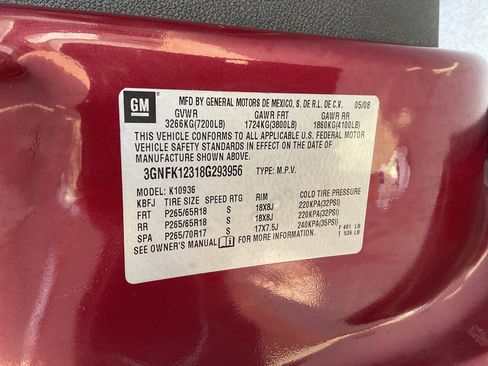 GM
MFD BY GENERAL MOTORS DE MEXICO, S. DE R.L. DE C.V. 05/08
GVWR GAWR FRT GAWR RR
3266KG(7200LB) 1724KG(3800LB) 1860KG(4100LB)
THIS VEHICLE CONFORMS TO ALL APPLICABLE U.S. FEDERAL MOTOR
VEHICLE SAFETY STANDARDS IN EFFECT ON THE DATE OF
MANUFACTURE SHOWN ABOVE.
3GNFK12318G293956 TYPE: M.P.V.
MODEL: K10936
KBFJ TIRE SIZE SPEED RTG RIM COLD TIRE PRESSURE
FRT P265/65R18 S 18X8J 220KPA(32PSI)
RR P265/65R18 S 18X8J 220KPA(32PSI)
SPA P265/70R17 S 17X7.5J 240KPA(35PSI)
SEE OWNER'S MANUAL FOR MORE INFORMATION.
F 481 LB
T 536 LB